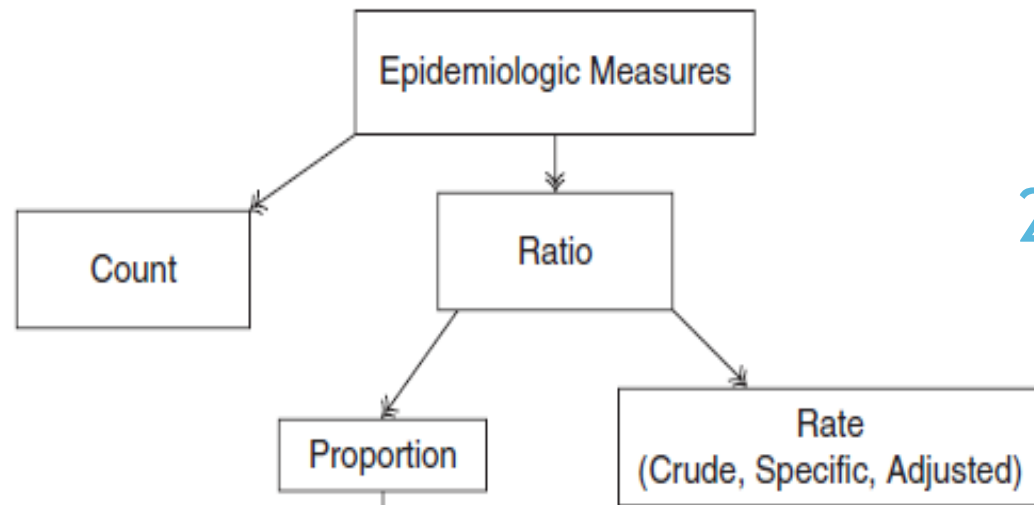 Epidemiologic Measures
Count
Ratio
Proportion
Rate
(Crude, Specific, Adjusted)